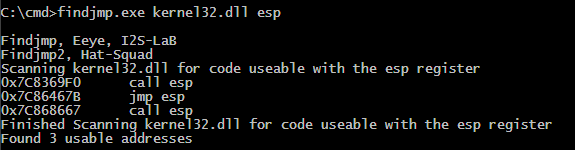 C:\cmd>findjmp.exe kernel32.dll esp
Findjmp, Eeye, I2S-LaB
Findjmp2, Hat-Squad
Scanning kernel32.dll for code useable with the esp register
0x7C8369F0 call esp
0x7C86467B jmp esp
0x7C868667 call esp
Finished Scanning kernel32.dll for code useable with the esp register
Found 3 usable addresses